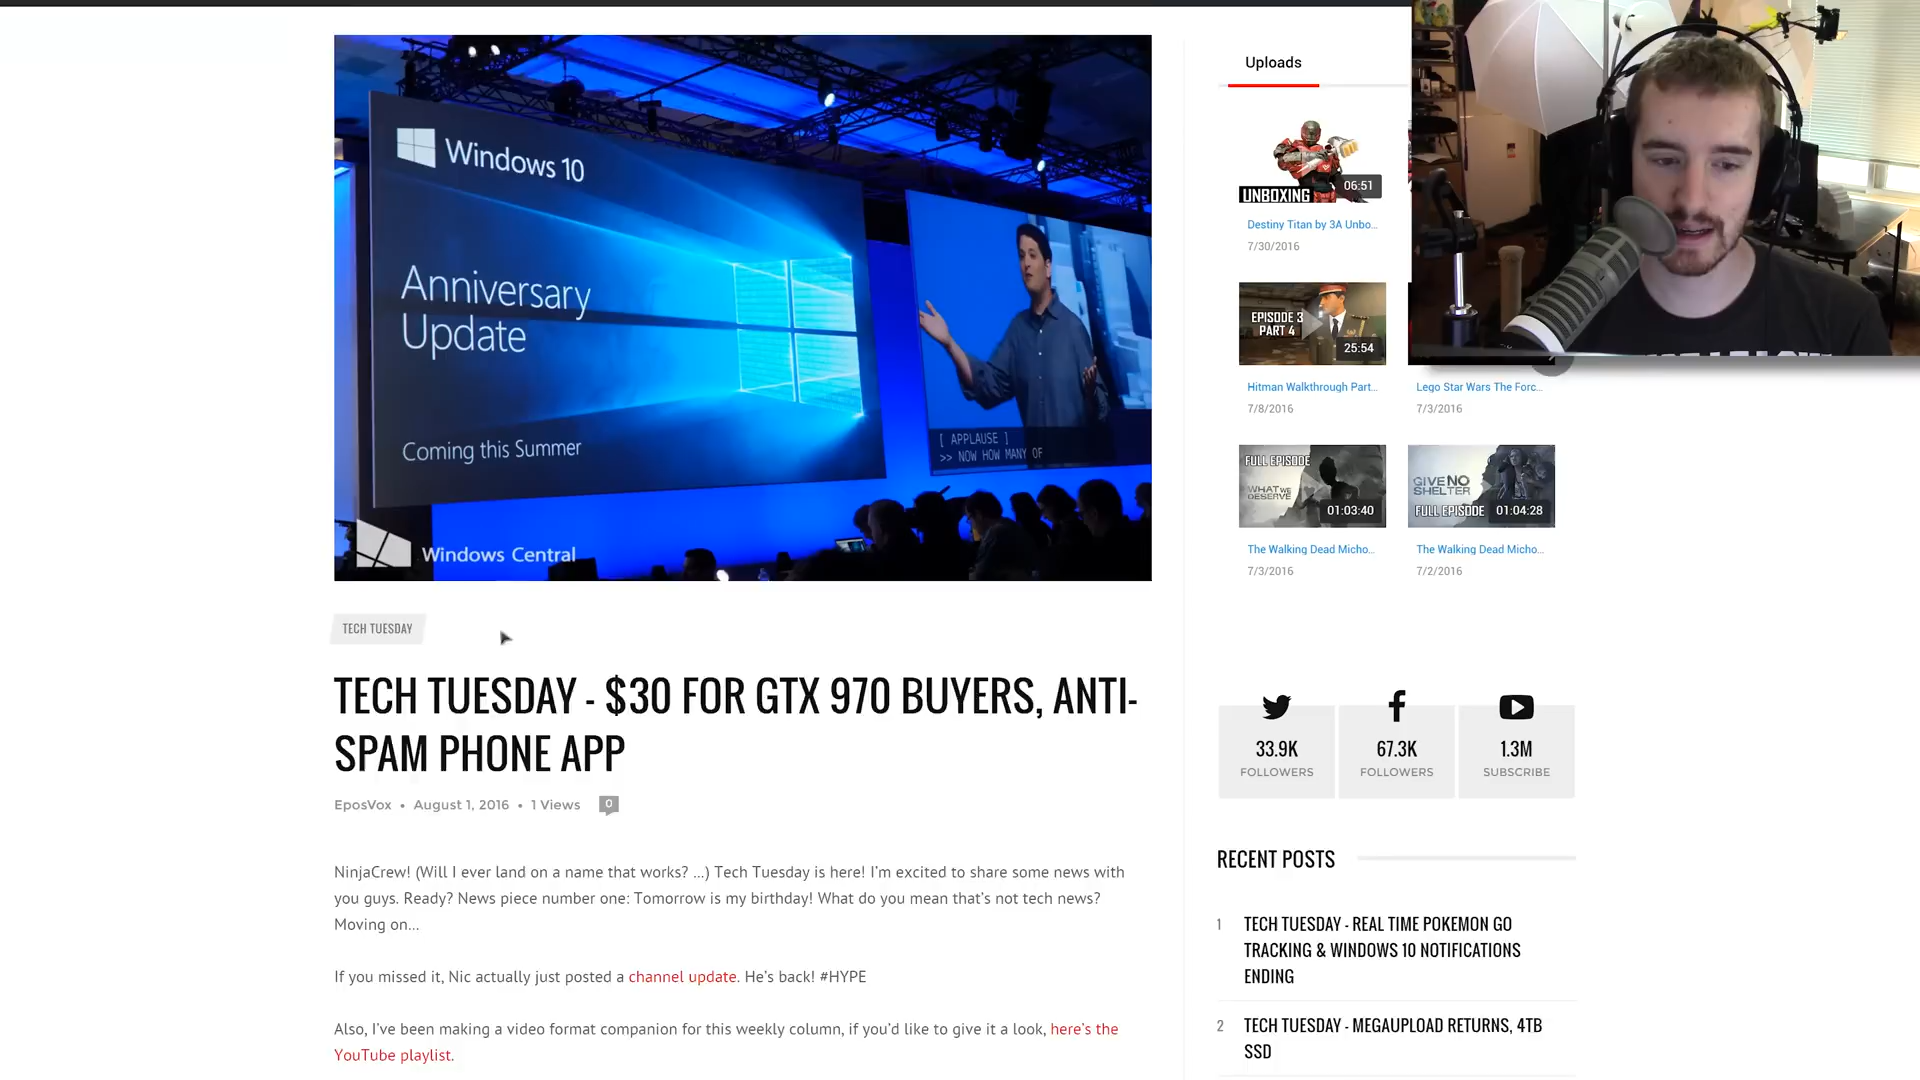 Windows 10
Anniversary
Update
Coming this Summer
[ APPLAUSE ]
>> NOW HOW MANY OF
Windows Central
TECH TUESDAY
TECH TUESDAY - $30 FOR GTX 970 BUYERS, ANTI-
SPAM PHONE APP
EposVox • August 1, 2016 • 1 Views 0
NinjaCrew! (Will I ever land on a name that works? ...) Tech Tuesday is here! I'm excited to share some news with
you guys. Ready? News piece number one: Tomorrow is my birthday! What do you mean that's not tech news?
Moving on...
If you missed it, Nic actually just posted a channel update. He's back! #HYPE
Also, I've been making a video format companion for this weekly column, if you'd like to give it a look, here's the
YouTube playlist.
Uploads
UNBOXING
06:51
Destiny Titan by 3A Unbo...
7/30/2016
EPISODE 3
PART 4
25:54
Hitman Walkthrough Part...
7/8/2016
Lego Star Wars The Forc...
7/3/2016
FULL EPISODE
WHAT WE
DESERVE
01:03:40
The Walking Dead Micho...
7/3/2016
GIVE NO
SHELTER
FULL EPISODE
01:04:28
The Walking Dead Micho...
7/2/2016
33.9K
FOLLOWERS
67.3K
FOLLOWERS
1.3M
SUBSCRIBE
RECENT POSTS
1 TECH TUESDAY - REAL TIME POKEMON GO
TRACKING & WINDOWS 10 NOTIFICATIONS
ENDING
2 TECH TUESDAY - MEGAUPLOAD RETURNS, 4TB
SSD